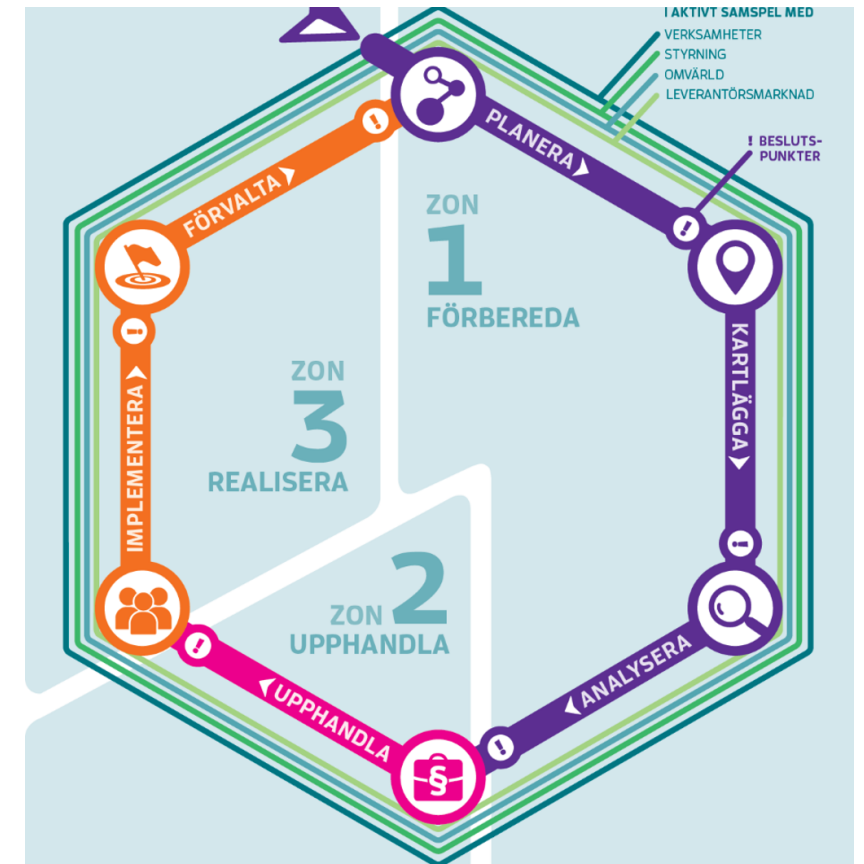 I AKTIVT SAMSPEL MED
VERKSAMHETER
STYRNING
OMVÄRLD
LEVERANTÖRSMARKNAD
! BESLUTS-
PUNKTER
PLANERA
!
KARTLÄGGA
!
ANALYSERA
!
§
UPPHANDLA
!
IMPLEMENTERA
!
FÖRVALTA
!
ZON
1
FÖRBEREDA
ZON
3
REALISERA
ZON 2
UPPHANDLA